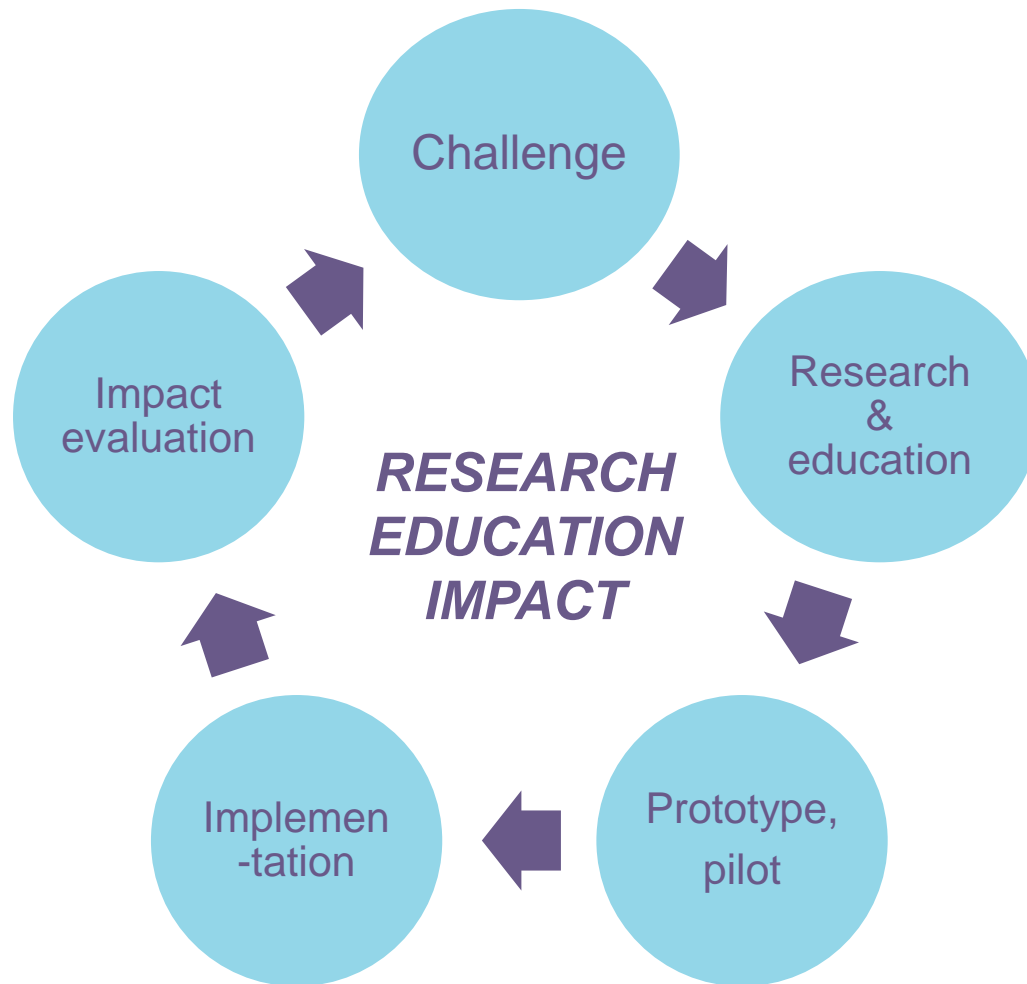 Challenge
Research
&
education
Prototype,
pilot
Implemen
-tation
Impact
evaluation
RESEARCH
EDUCATION
IMPACT